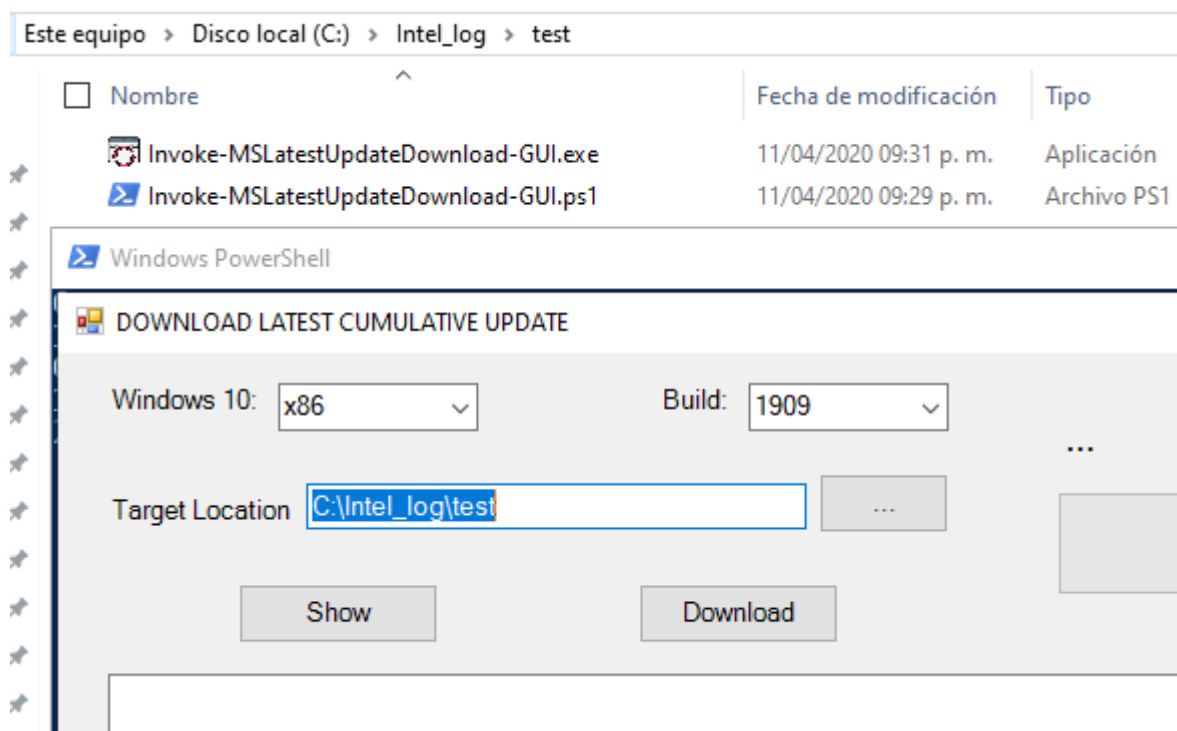 Este equipo > Disco local (C:) > Intel_log > test
Nombre Fecha de modificación Tipo
Invoke-MSLatestUpdateDownload-GUI.exe 11/04/2020 09:31 p. m. Aplicación
Invoke-MSLatestUpdateDownload-GUI.ps1 11/04/2020 09:29 p. m. Archivo PS1
Windows PowerShell
DOWNLOAD LATEST CUMULATIVE UPDATE
Windows 10: x86 Build: 1909
...
Target Location C:\Intel_log\test ...
Show Download